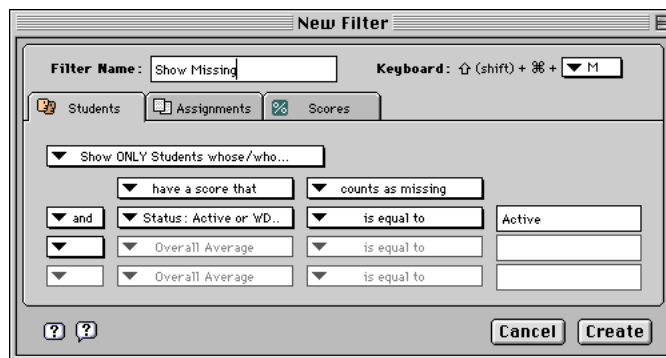 New Filter
Filter Name: Show Missing Keyboard: ⇧ (shift) + ⌘ + M
Students Assignments % Scores
Show ONLY Students whose/who...
have a score that counts as missing
and Status: Active or WD.. is equal to Active
Overall Average is equal to
Overall Average is equal to
? ? Cancel Create